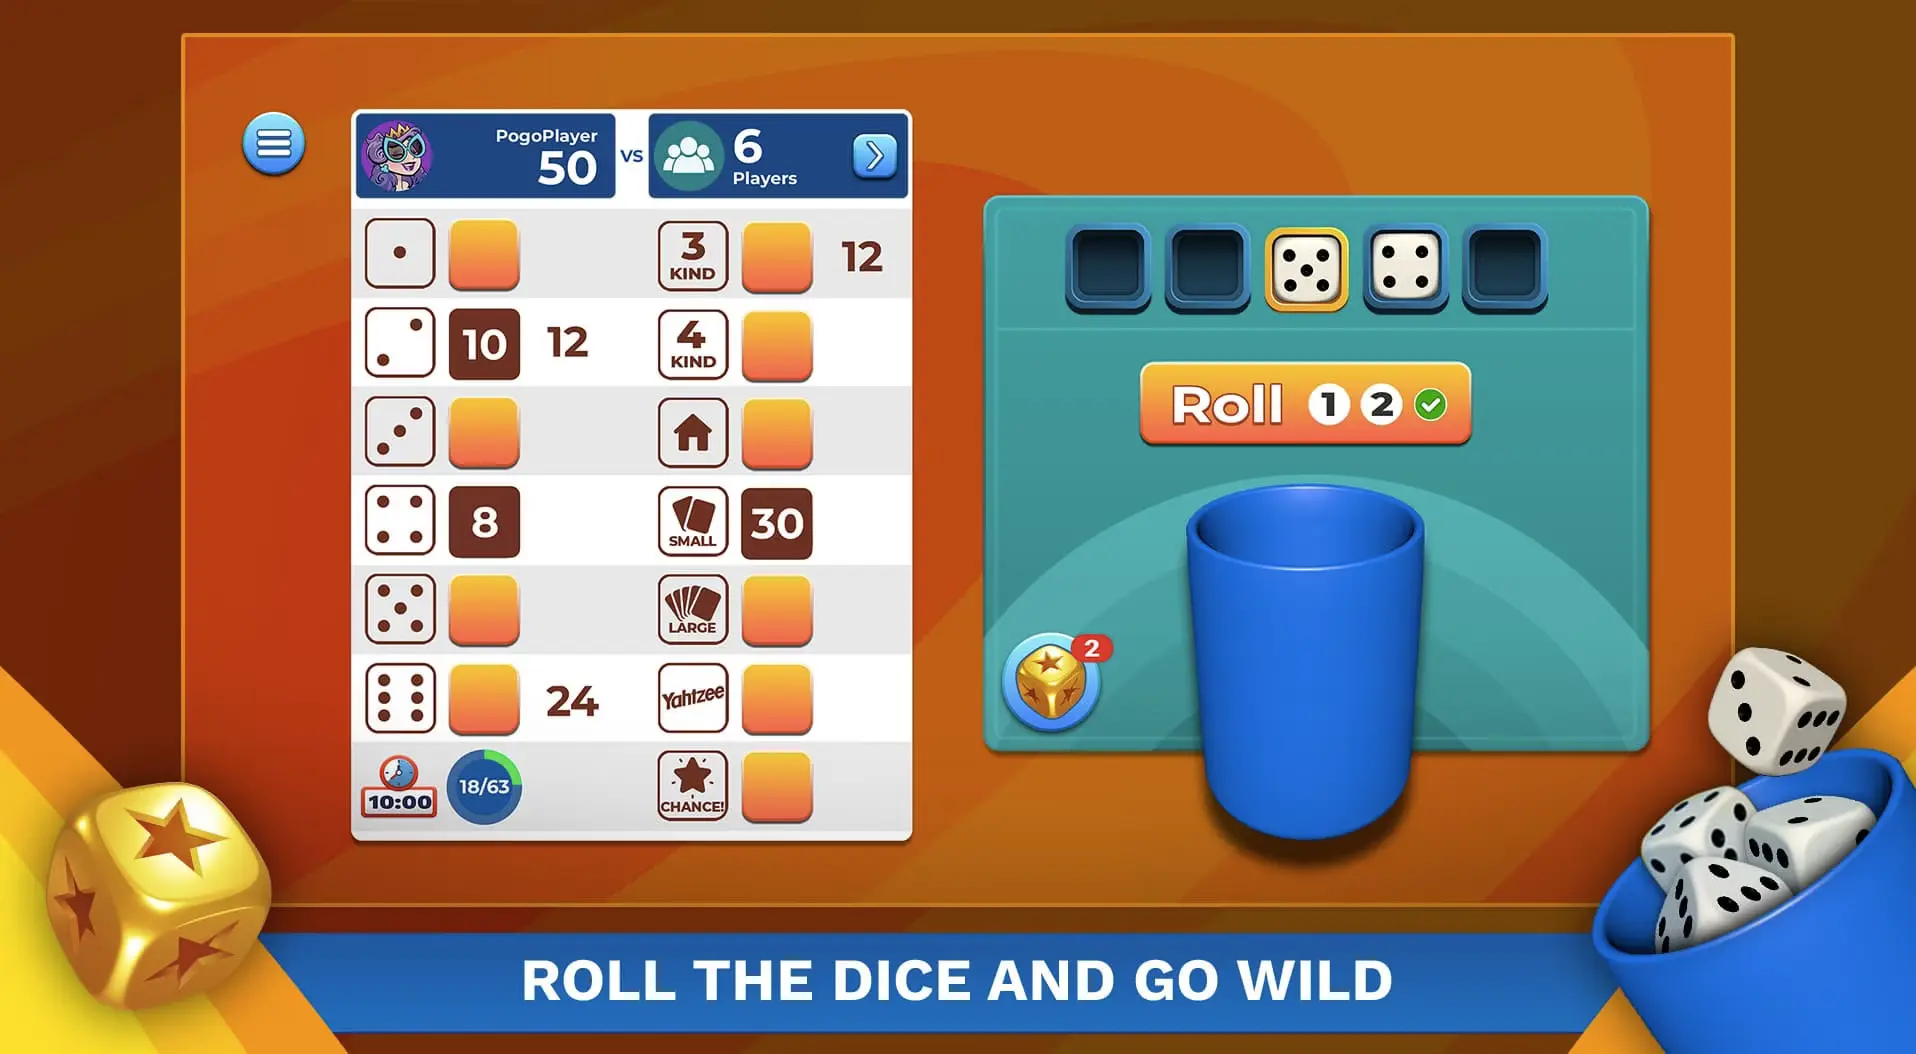 PogoPlayer
50
VS
6
Players
3
KIND
12
10
12
4
KIND
8
SMALL
30
LARGE
24
Yahtzee
10:00
18/63
CHANCE!
Roll 1 2
2
ROLL THE DICE AND GO WILD